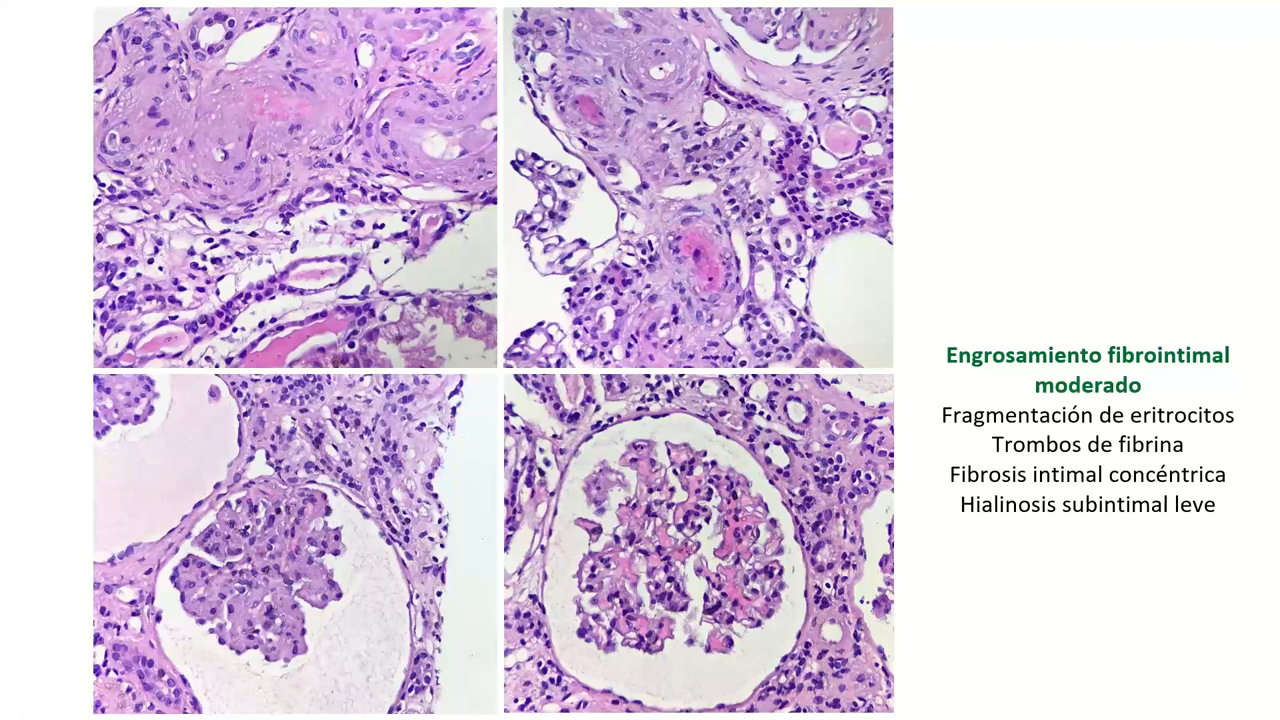 Engrosamiento fibrointimal
moderado
Fragmentación de eritrocitos
Trombos de fibrina
Fibrosis intimal concéntrica
Hialinosis subintimal leve